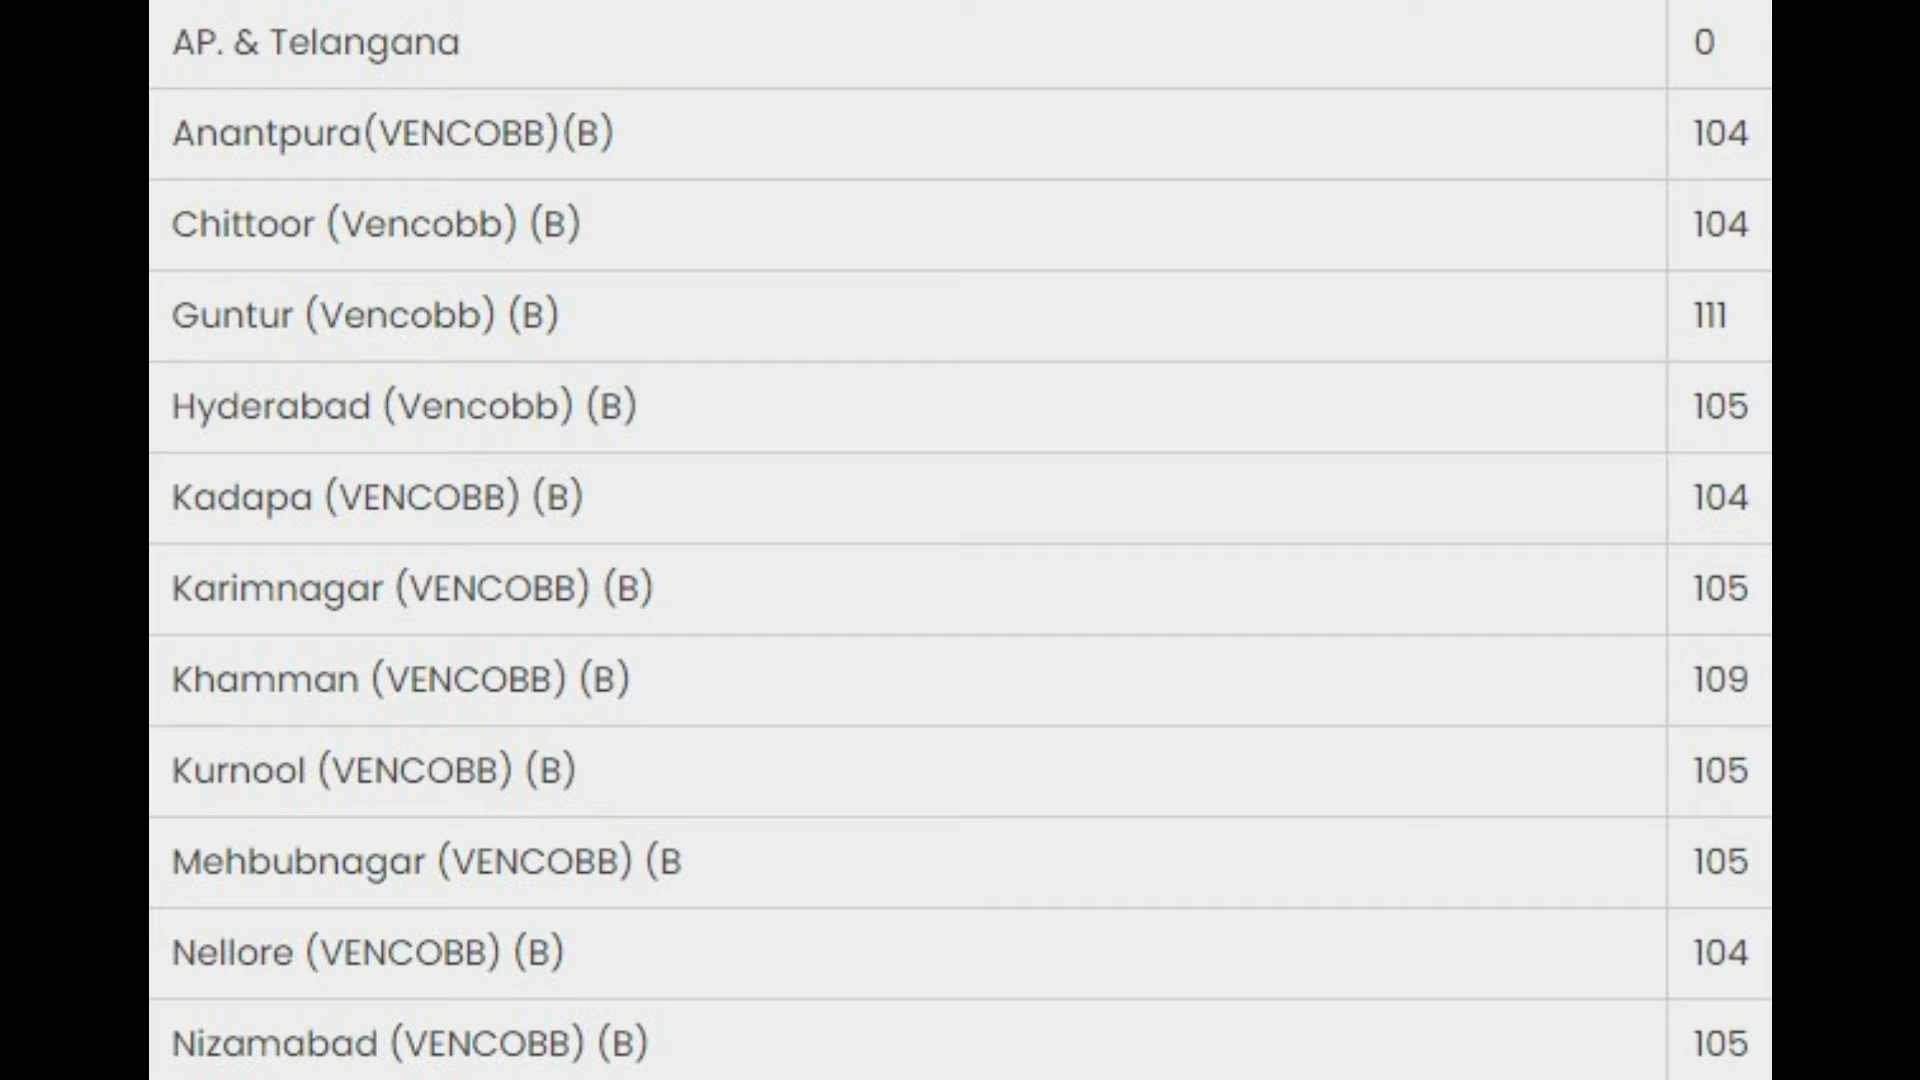 AP. & Telangana 0
Anantpura(VENCOBB)(B) 104
Chittoor (Vencobb) (B) 104
Guntur (Vencobb) (B) 111
Hyderabad (Vencobb) (B) 105
Kadapa (VENCOBB) (B) 104
Karimnagar (VENCOBB) (B) 105
Khamman (VENCOBB) (B) 109
Kurnool (VENCOBB) (B) 105
Mehbubnagar (VENCOBB) (B 105
Nellore (VENCOBB) (B) 104
Nizamabad (VENCOBB) (B) 105